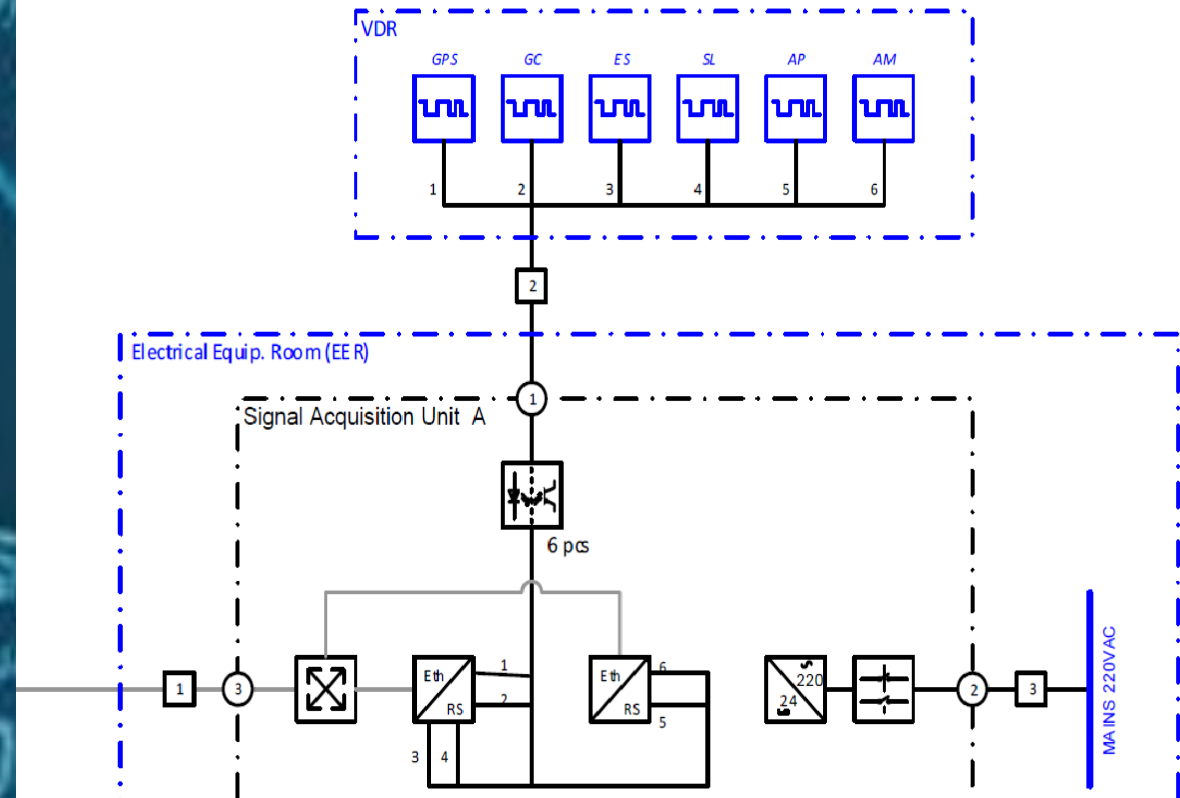 VDR
GPS GC ES SL AP AM
1 2 3 4 5 6
2
Electrical Equip. Room (EER)
1
Signal Acquisition Unit A
6 pcs
1 6
Eth Eth 220
1 3 2 3
2 24
RS RS
5
3 4
MAINS 220VAC